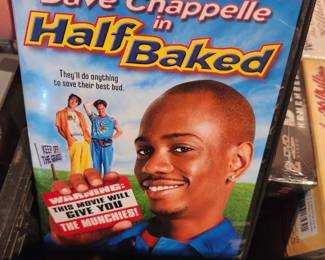 Dave Chappelle
in
Half Baked
They'll do anything
to save their best bud.
KEEP OFF
THE GRASS
WARNING:
THIS MOVIE WILL
GIVE YOU
THE MUNCHIES!
DVD